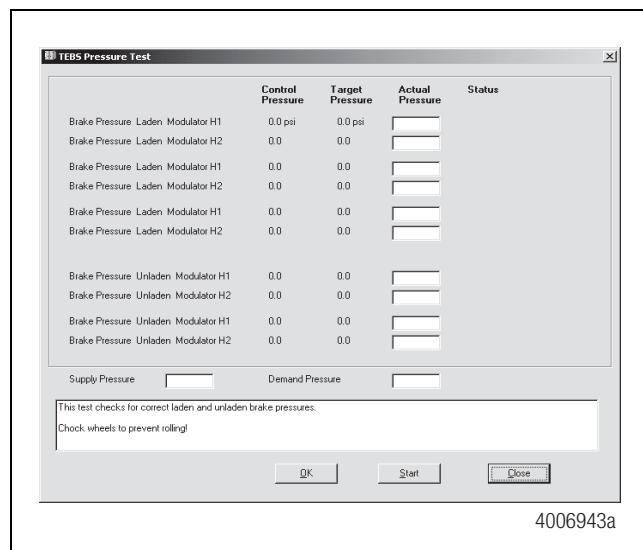 TEBS Pressure Test
Control Pressure Target Pressure Actual Pressure Status
Brake Pressure Laden Modulator H1 0.0 psi 0.0 psi
Brake Pressure Laden Modulator H2 0.0 0.0
Brake Pressure Laden Modulator H1 0.0 0.0
Brake Pressure Laden Modulator H2 0.0 0.0
Brake Pressure Laden Modulator H1 0.0 0.0
Brake Pressure Laden Modulator H2 0.0 0.0
Brake Pressure Unladen Modulator H1 0.0 0.0
Brake Pressure Unladen Modulator H2 0.0 0.0
Brake Pressure Unladen Modulator H1 0.0 0.0
Brake Pressure Unladen Modulator H2 0.0 0.0
Supply Pressure Demand Pressure
This test checks for correct laden and unladen brake pressures.
Chock wheels to prevent rolling!
OK Start Close
4006943a